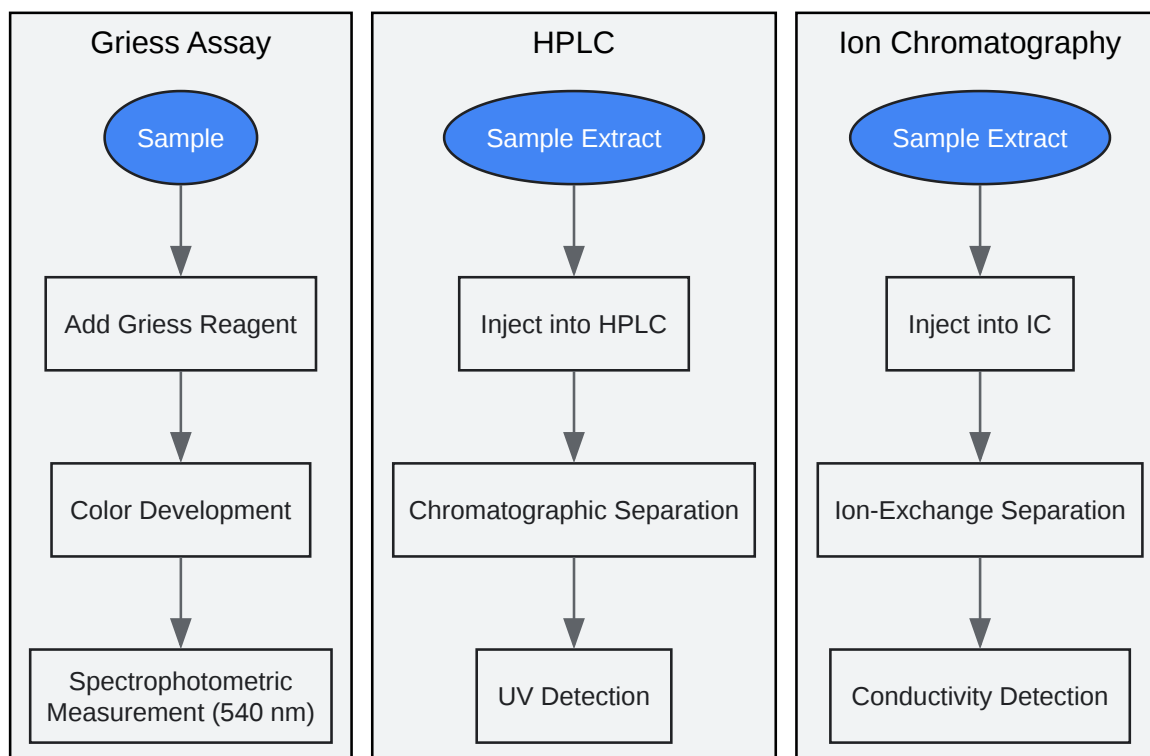 Griess Assay
Sample
Add Griess Reagent
Color Development
Spectrophotometric
Measurement (540 nm)
HPLC
Sample Extract
Inject into HPLC
Chromatographic Separation
UV Detection
Ion Chromatography
Sample Extract
Inject into IC
Ion-Exchange Separation
Conductivity Detection